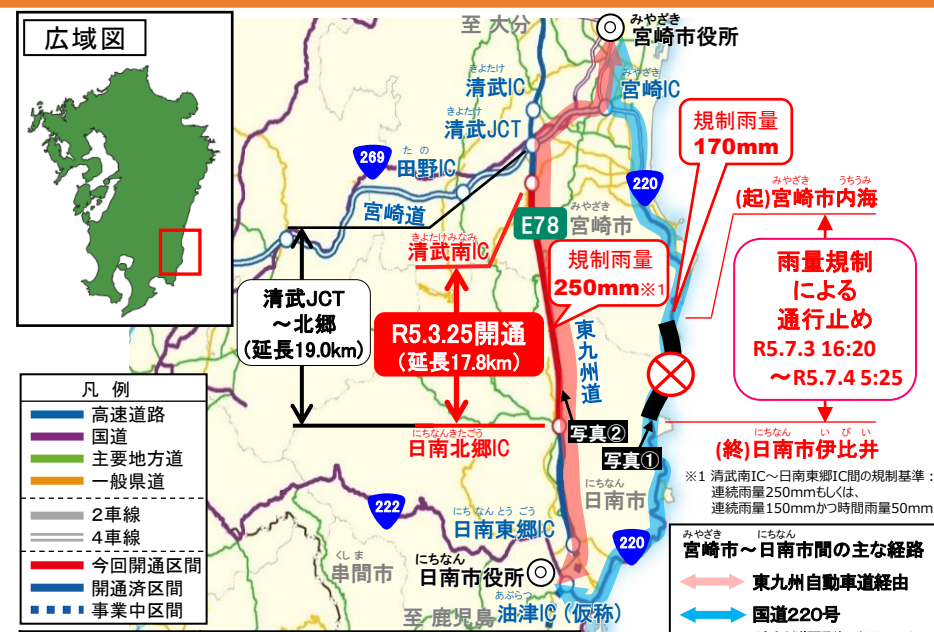 広域図
至 大分
みやざき
宮崎市役所
きよたけ
清武IC
みやざき
宮崎IC
きよたけ
清武JCT
規制雨量
170mm
269
たの
田野IC
220
みやざき うちうみ
(起)宮崎市内海
宮崎道
E78
みやざき
宮崎市
きよたけみなみ
清武南IC
規制雨量
250mm※1
雨量規制
による
通行止め
R5.7.3 16:20
～R5.7.4 5:25
清武JCT
～北郷
(延長19.0km)
R5.3.25開通
(延長17.8km)
東九州道
にちなんきたごう
日南北郷IC
写真②
写真①
にちなん いびい
(終)日南市伊比井
※1 清武南IC～日南東郷IC間の規制基準：
連続雨量250mmもしくは、
連続雨量150mmかつ時間雨量50mm
凡 例
高速道路
国道
主要地方道
一般県道
2車線
4車線
今回開通区間
開通済区間
事業中区間
222
にちなん とうごう
日南東郷IC
にちなん
日南市
220
くしま
串間市
にちなん
日南市役所
あぶらつ
至 鹿児島 油津IC（仮称）
みやざき にちなん
宮崎市～日南市間の主な経路
東九州自動車道経由
国道220号